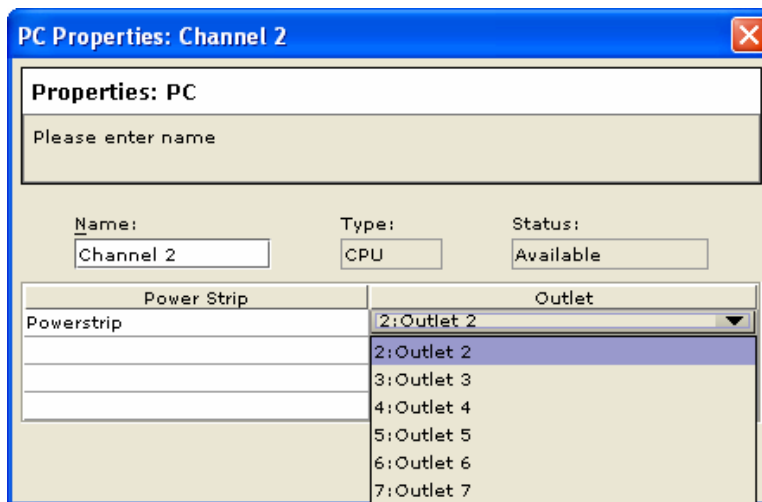 PC Properties: Channel 2
Properties: PC
Please enter name
Name: Type: Status:
Channel 2 CPU Available
Power Strip Outlet
Powerstrip 2:Outlet 2
2:Outlet 2
3:Outlet 3
4:Outlet 4
5:Outlet 5
6:Outlet 6
7:Outlet 7